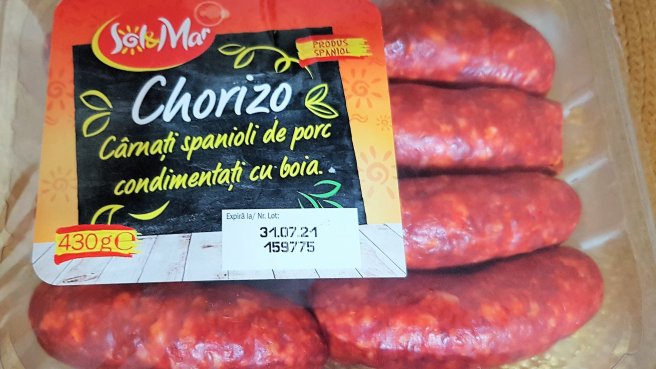 Sol&Mar
PRODUS
SPANIOL
Chorizo
Cârnați spanioli de porc
condimentați cu boia.
430g℮
Expiră la/ Nr. Lot:
31.07.21
159775